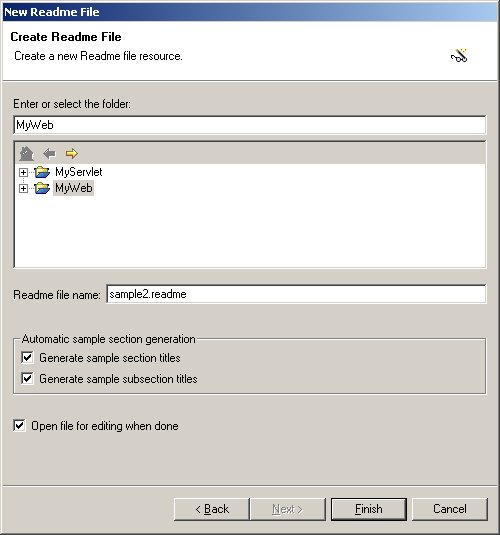 New Readme File
Create Readme File
Create a new Readme file resource.
Enter or select the folder:
MyWeb
MyServlet
MyWeb
Readme file name: sample2.readme
Automatic sample section generation
Generate sample section titles
Generate sample subsection titles
Open file for editing when done
< Back Next > Finish Cancel